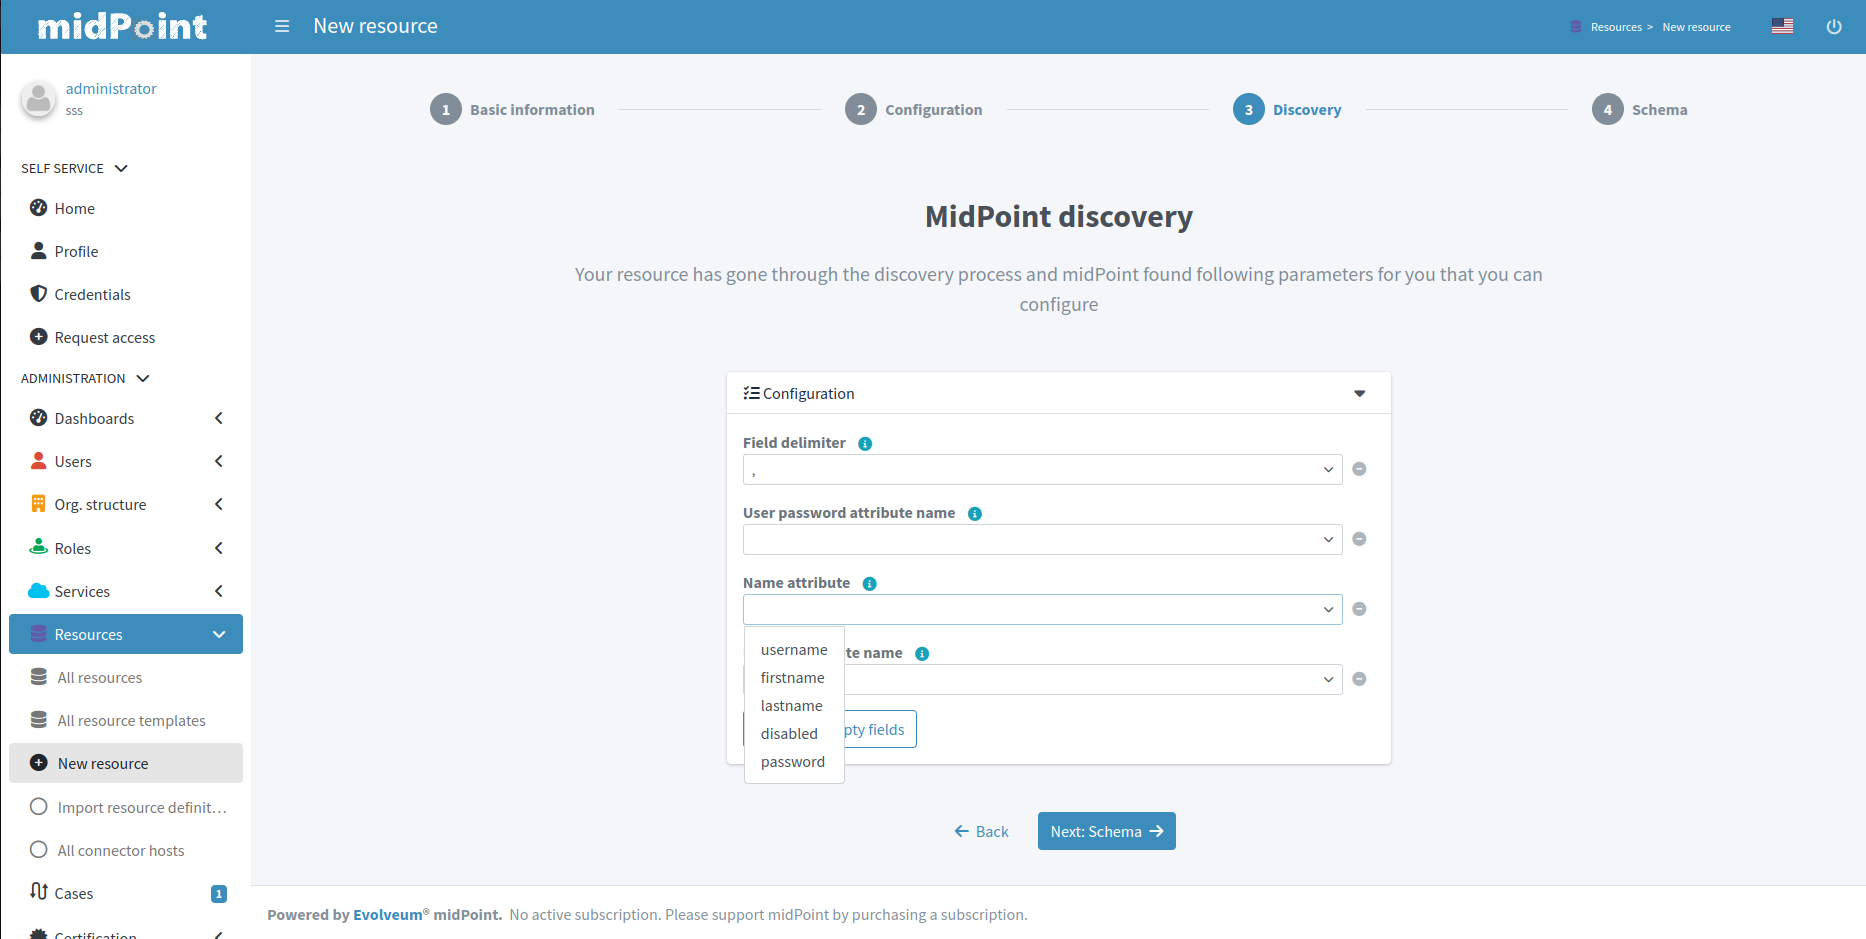 midPoint
New resource
Resources > New resource
administrator
sss
1 Basic information
2 Configuration
3 Discovery
4 Schema
SELF SERVICE
Home
Profile
Credentials
Request access
ADMINISTRATION
Dashboards
Users
Org. structure
Roles
Services
Resources
All resources
All resource templates
New resource
Import resource definit...
All connector hosts
Cases 1
Certification
MidPoint discovery
Your resource has gone through the discovery process and midPoint found following parameters for you that you can
configure
Configuration
Field delimiter
,
User password attribute name
Name attribute
username
firstname
lastname
disabled
password
te name
pty fields
Back
Next: Schema
Powered by Evolveum® midPoint. No active subscription. Please support midPoint by purchasing a subscription.